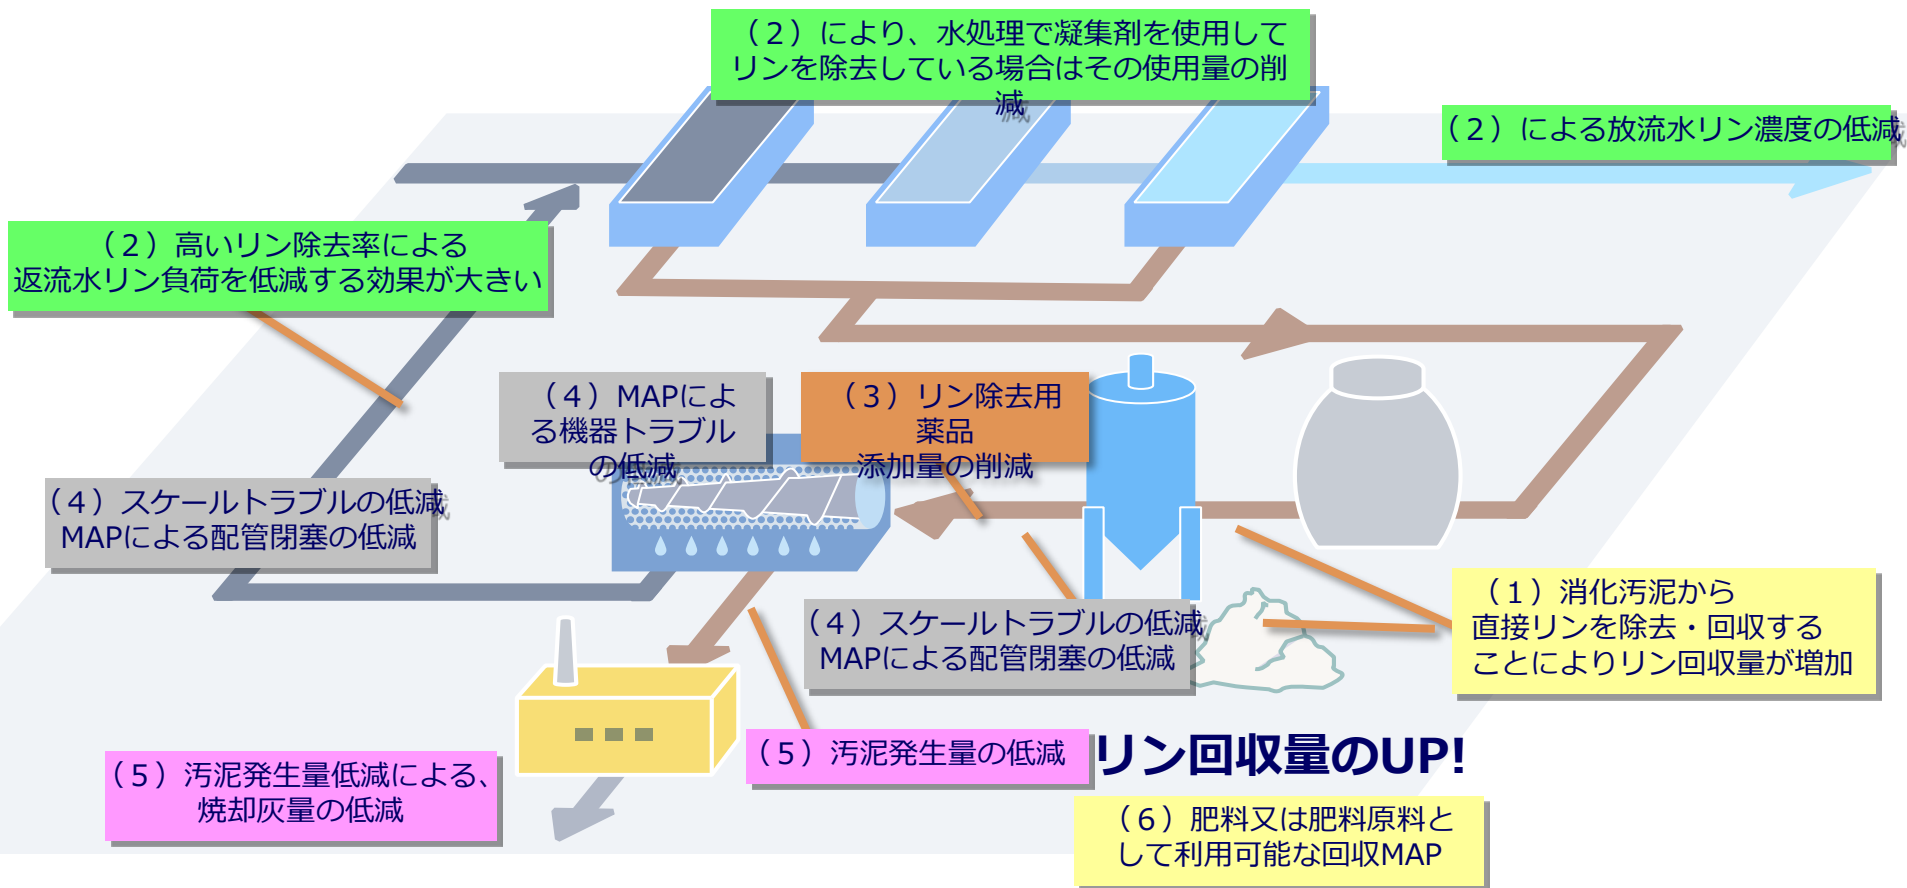 （２）により、水処理で凝集剤を使用して
リンを除去している場合はその使用量の削
減
（２）による放流水リン濃度の低減
（２）高いリン除去率による
返流水リン負荷を低減する効果が大きい
（４）MAPによ
る機器トラブル
の低減
（３）リン除去用
薬品
添加量の削減
（４）スケールトラブルの低減
MAPによる配管閉塞の低減
（１）消化汚泥から
直接リンを除去・回収する
ことによりリン回収量が増加
（４）スケールトラブルの低減
MAPによる配管閉塞の低減
（５）汚泥発生量の低減
リン回収量のUP!
（５）汚泥発生量低減による、
焼却灰量の低減
（６）肥料又は肥料原料と
して利用可能な回収MAP